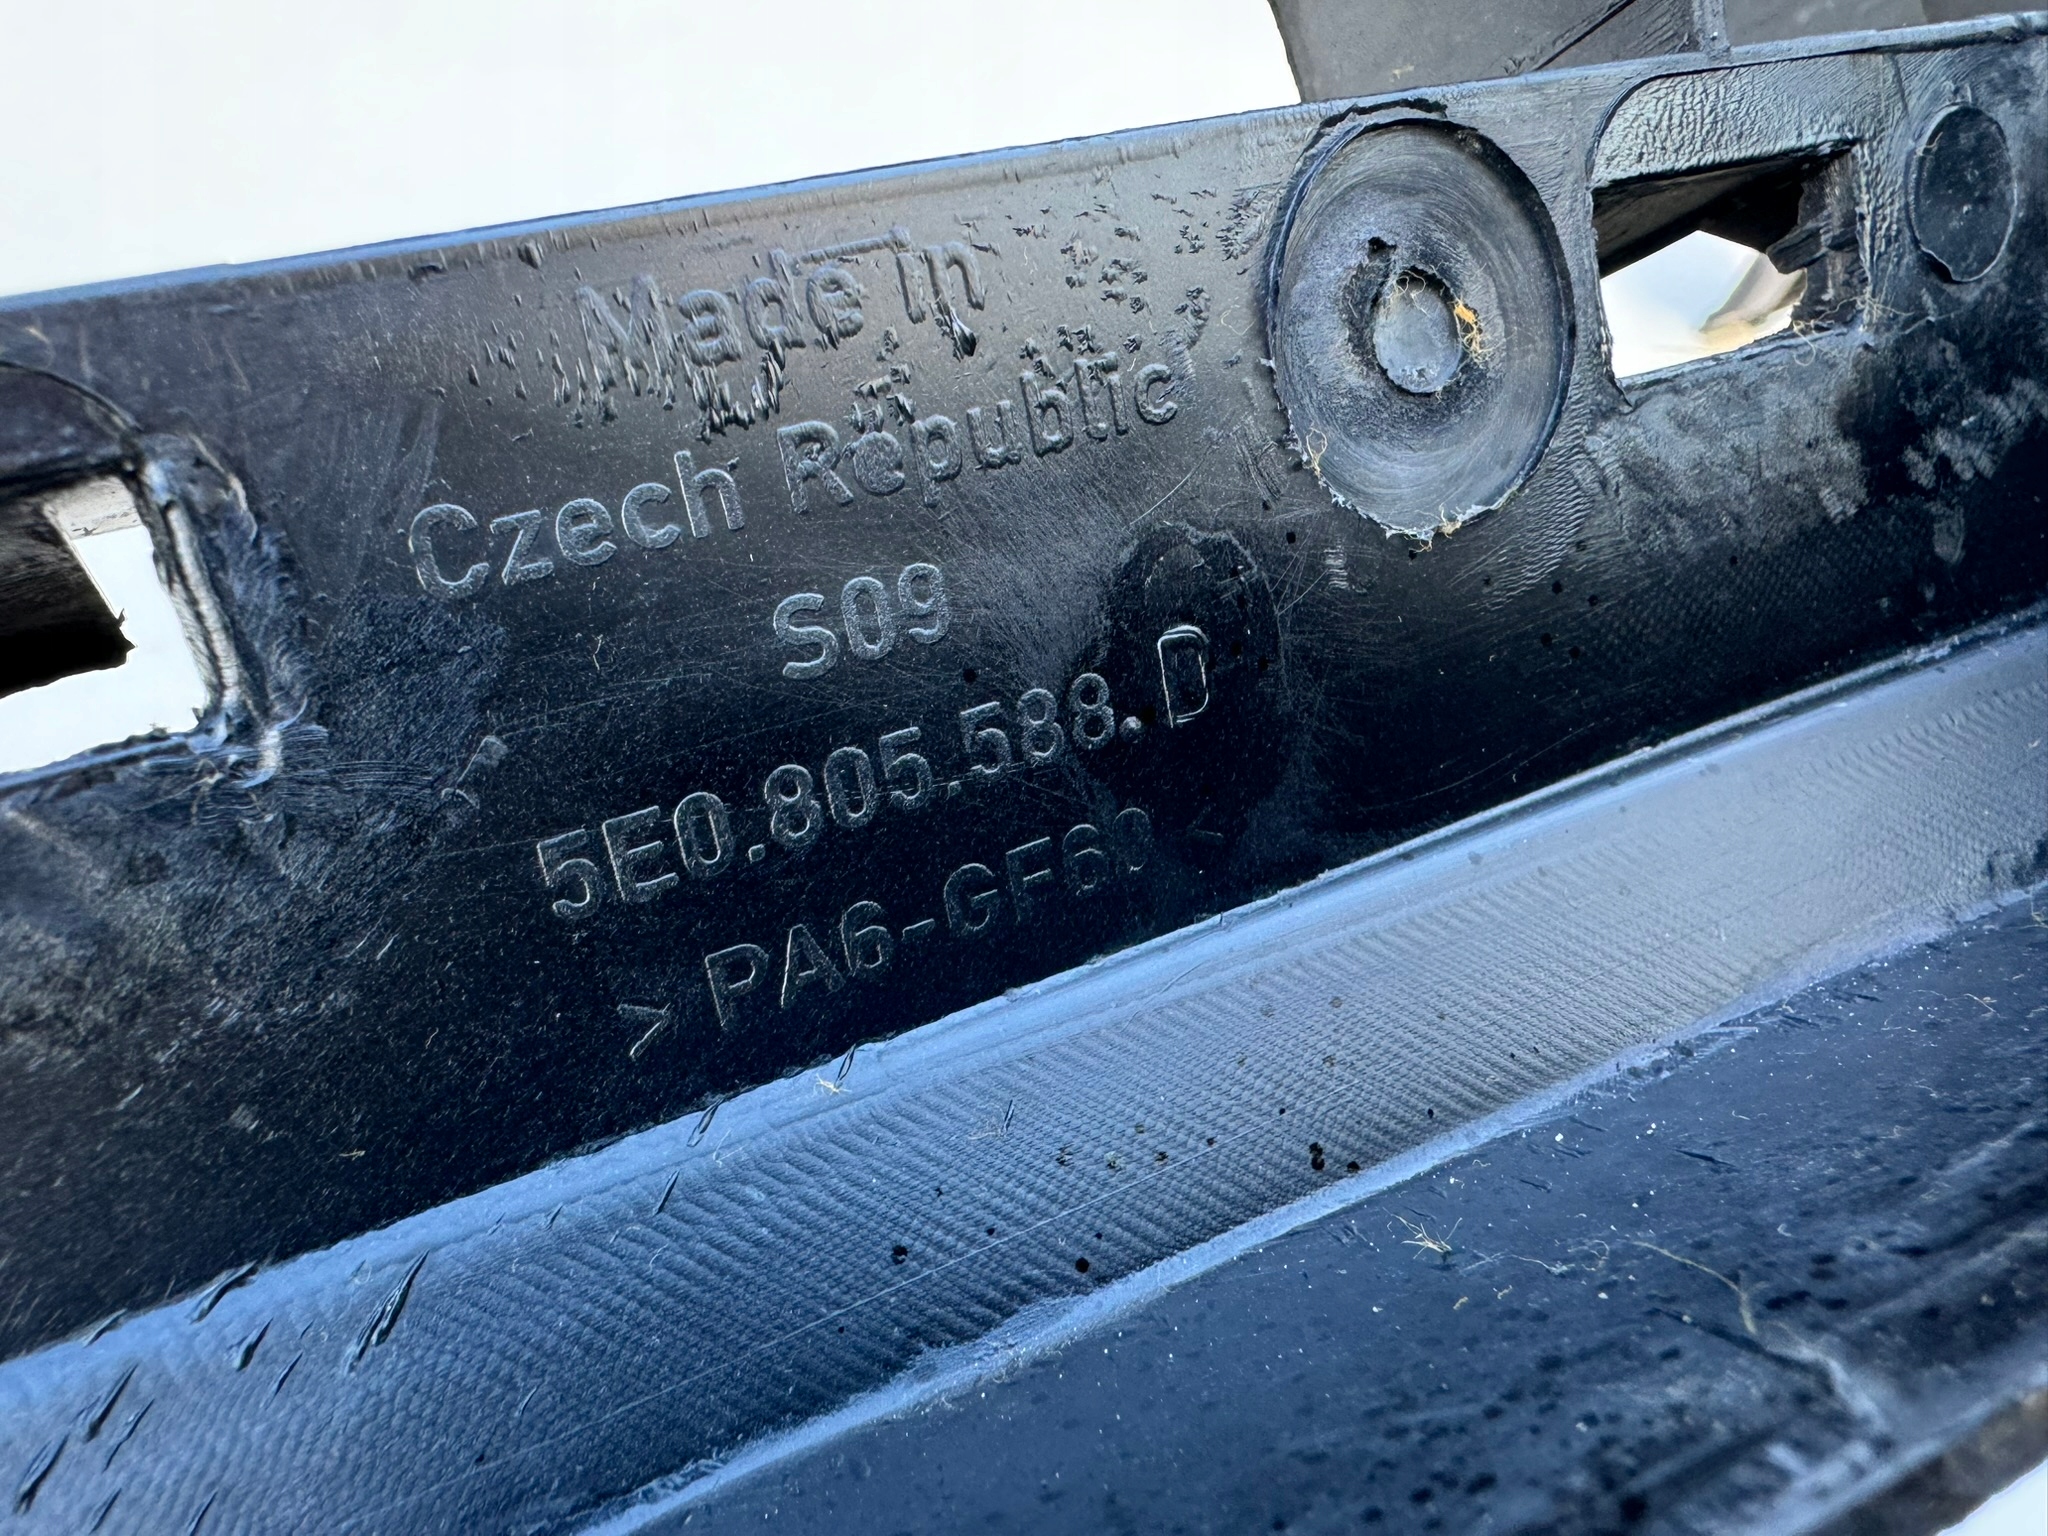 Made in
Czech Republic
S09
5E0.805.588.D
>PA6-GF60<